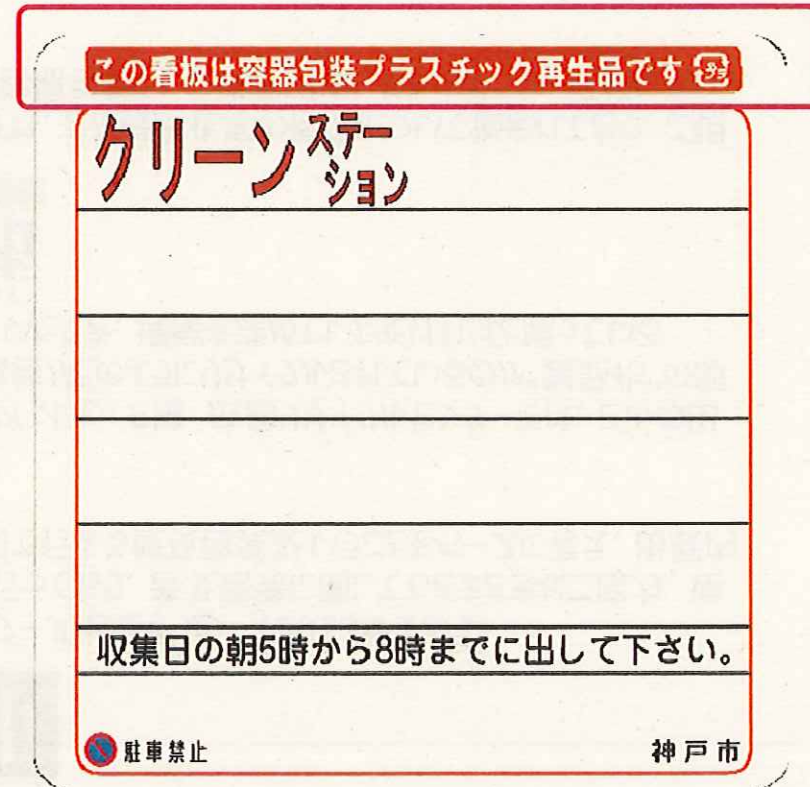 この看板は容器包装プラスチック再生品です プラ
クリーンステーション
収集日の朝5時から8時までに出して下さい。
駐車禁止
神戸市